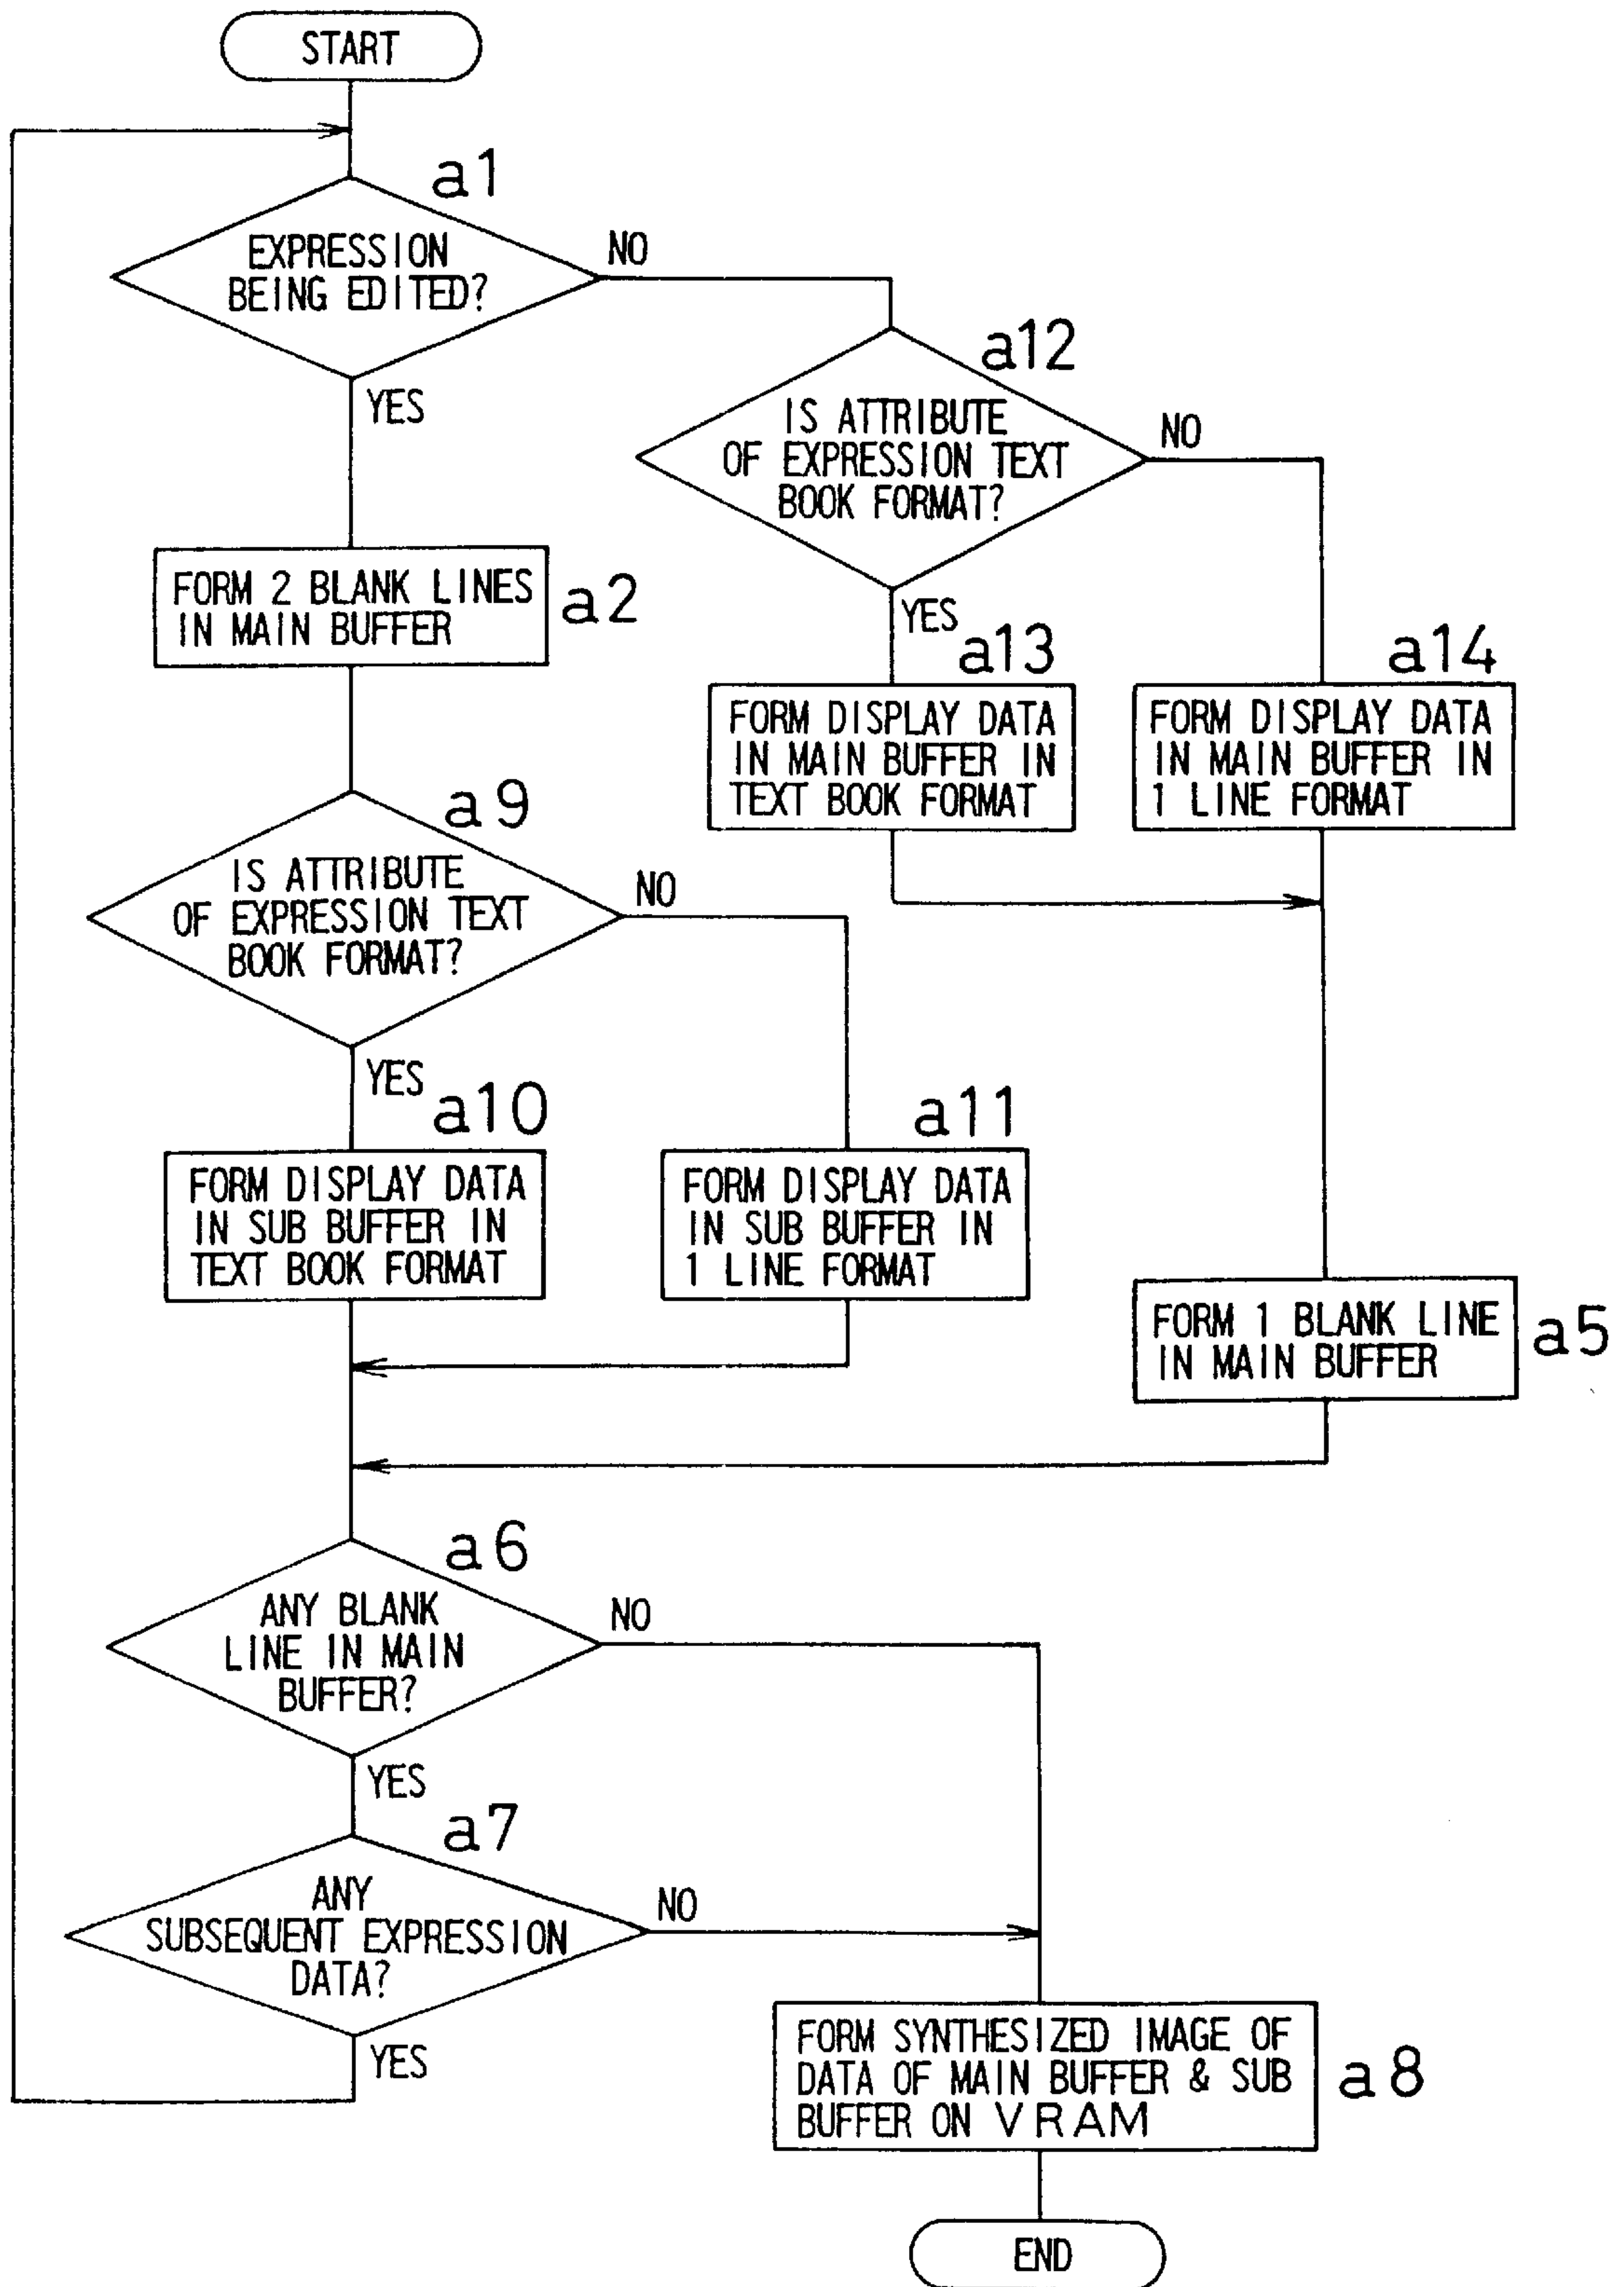 START
a1
EXPRESSION
BEING EDITED?
NO
YES
a12
IS ATTRIBUTE
OF EXPRESSION TEXT
BOOK FORMAT?
NO
YES
FORM 2 BLANK LINES
IN MAIN BUFFER
a2
a13
FORM DISPLAY DATA
IN MAIN BUFFER IN
TEXT BOOK FORMAT
a14
FORM DISPLAY DATA
IN MAIN BUFFER IN
1 LINE FORMAT
a9
IS ATTRIBUTE
OF EXPRESSION TEXT
BOOK FORMAT?
NO
YES
a10
FORM DISPLAY DATA
IN SUB BUFFER IN
TEXT BOOK FORMAT
a11
FORM DISPLAY DATA
IN SUB BUFFER IN
1 LINE FORMAT
FORM 1 BLANK LINE
IN MAIN BUFFER
a5
a6
ANY BLANK
LINE IN MAIN
BUFFER?
NO
YES
a7
ANY
SUBSEQUENT EXPRESSION
DATA?
NO
YES
FORM SYNTHESIZED IMAGE OF
DATA OF MAIN BUFFER & SUB
BUFFER ON VRAM
a8
END